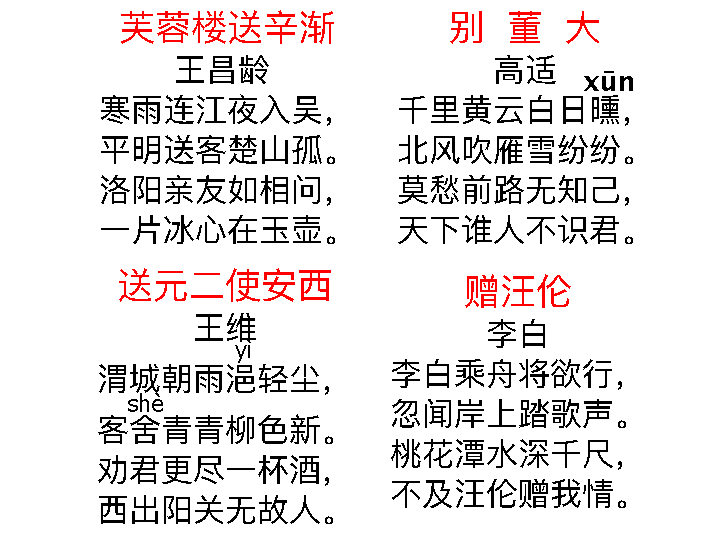 芙蓉楼送辛渐
王昌龄
寒雨连江夜入吴，
平明送客楚山孤。
洛阳亲友如相问，
一片冰心在玉壶。
别 董 大
高适
xūn
千里黄云白日曛，
北风吹雁雪纷纷。
莫愁前路无知己，
天下谁人不识君。
送元二使安西
王维
yì
渭城朝雨浥轻尘，
shè
客舍青青柳色新。
劝君更尽一杯酒，
西出阳关无故人。
赠汪伦
李白
李白乘舟将欲行，
忽闻岸上踏歌声。
桃花潭水深千尺，
不及汪伦赠我情。